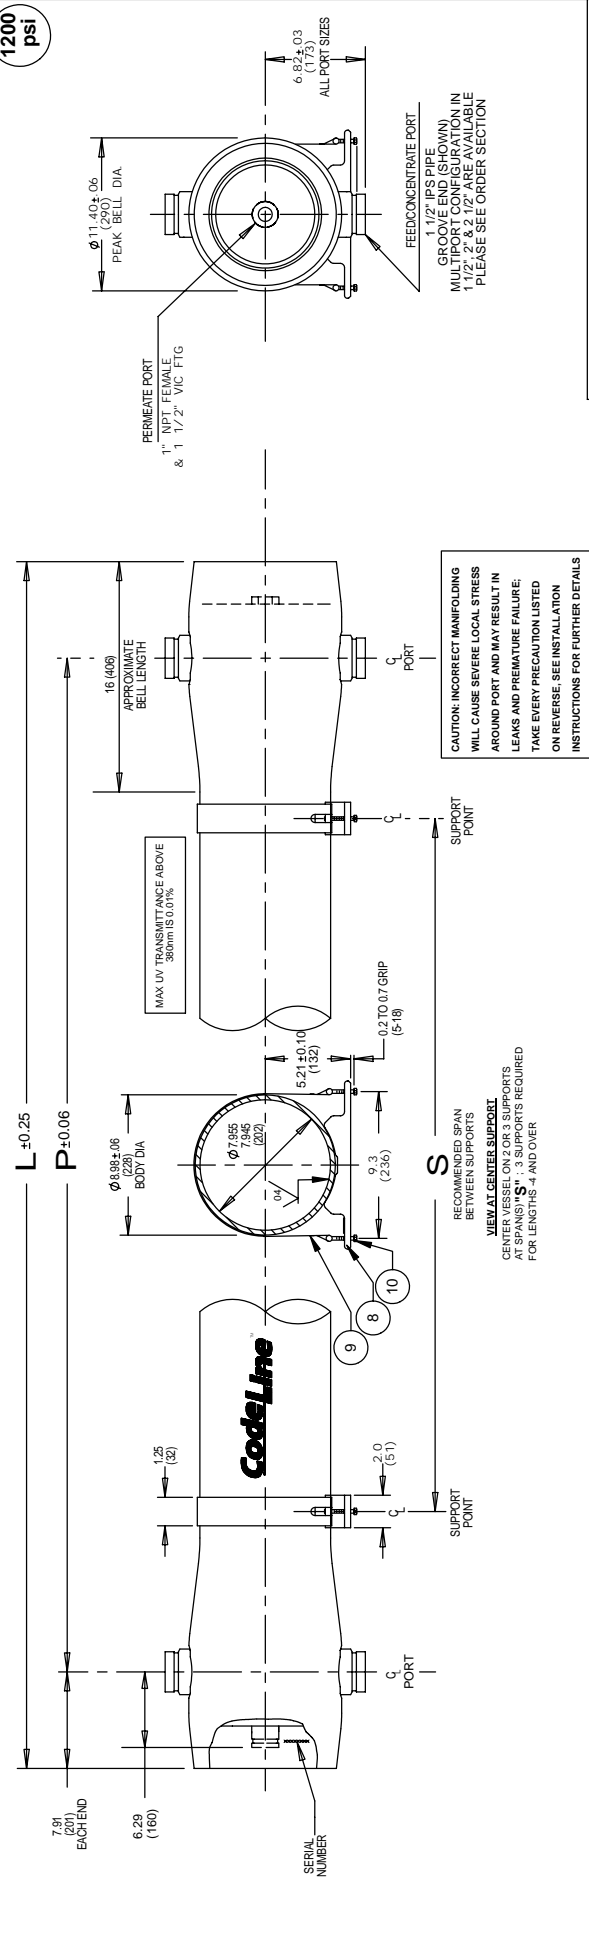 1200
psi
L ±0.25
P±0.06
7.91
(201)
EACH END
6.29
(160)
SERIAL
NUMBER
C L
PORT
1.25
(32)
2.0
(51)
C L
SUPPORT
POINT
CodeLine
™
Ø 8.98±.06
(228)
BODY DIA
Ø 7.955
7.945
(202)
04
9
8
10
9.3
(236)
5.21±0.10
(132)
0.2 TO 0.7 GRIP
(5-18)
S
RECOMMENDED SPAN
BETWEEN SUPPORTS
VIEW AT CENTER SUPPORT
CENTER VESSEL ON 2 OR 3 SUPPORTS
AT SPAN(S) "S" ; 3 SUPPORTS REQUIRED
FOR LENGTHS -4 AND OVER
MAX UV TRANSMITTANCE ABOVE
380nm IS 0.01%
16 (406)
APPROXIMATE
BELL LENGTH
C L
SUPPORT
POINT
C L
PORT
CAUTION: INCORRECT MANIFOLDING
WILL CAUSE SEVERE LOCAL STRESS
AROUND PORT AND MAY RESULT IN
LEAKS AND PREMATURE FAILURE;
TAKE EVERY PRECAUTION LISTED
ON REVERSE, SEE INSTALLATION
INSTRUCTIONS FOR FURTHER DETAILS
PERMEATE PORT
1" NPT FEMALE
& 1 1/2" VIC FTG
Ø 11.40±.06
(290)
PEAK BELL DIA.
6.82±.03
(173)
ALL PORT SIZES
FEED/CONCENTRATE PORT
1 1/2" IPS PIPE
GROOVE END (SHOWN)
MULTIPORT CONFIGURATION IN
1 1/2", 2" & 2 1/2" ARE AVAILABLE
PLEASE SEE ORDER SECTION